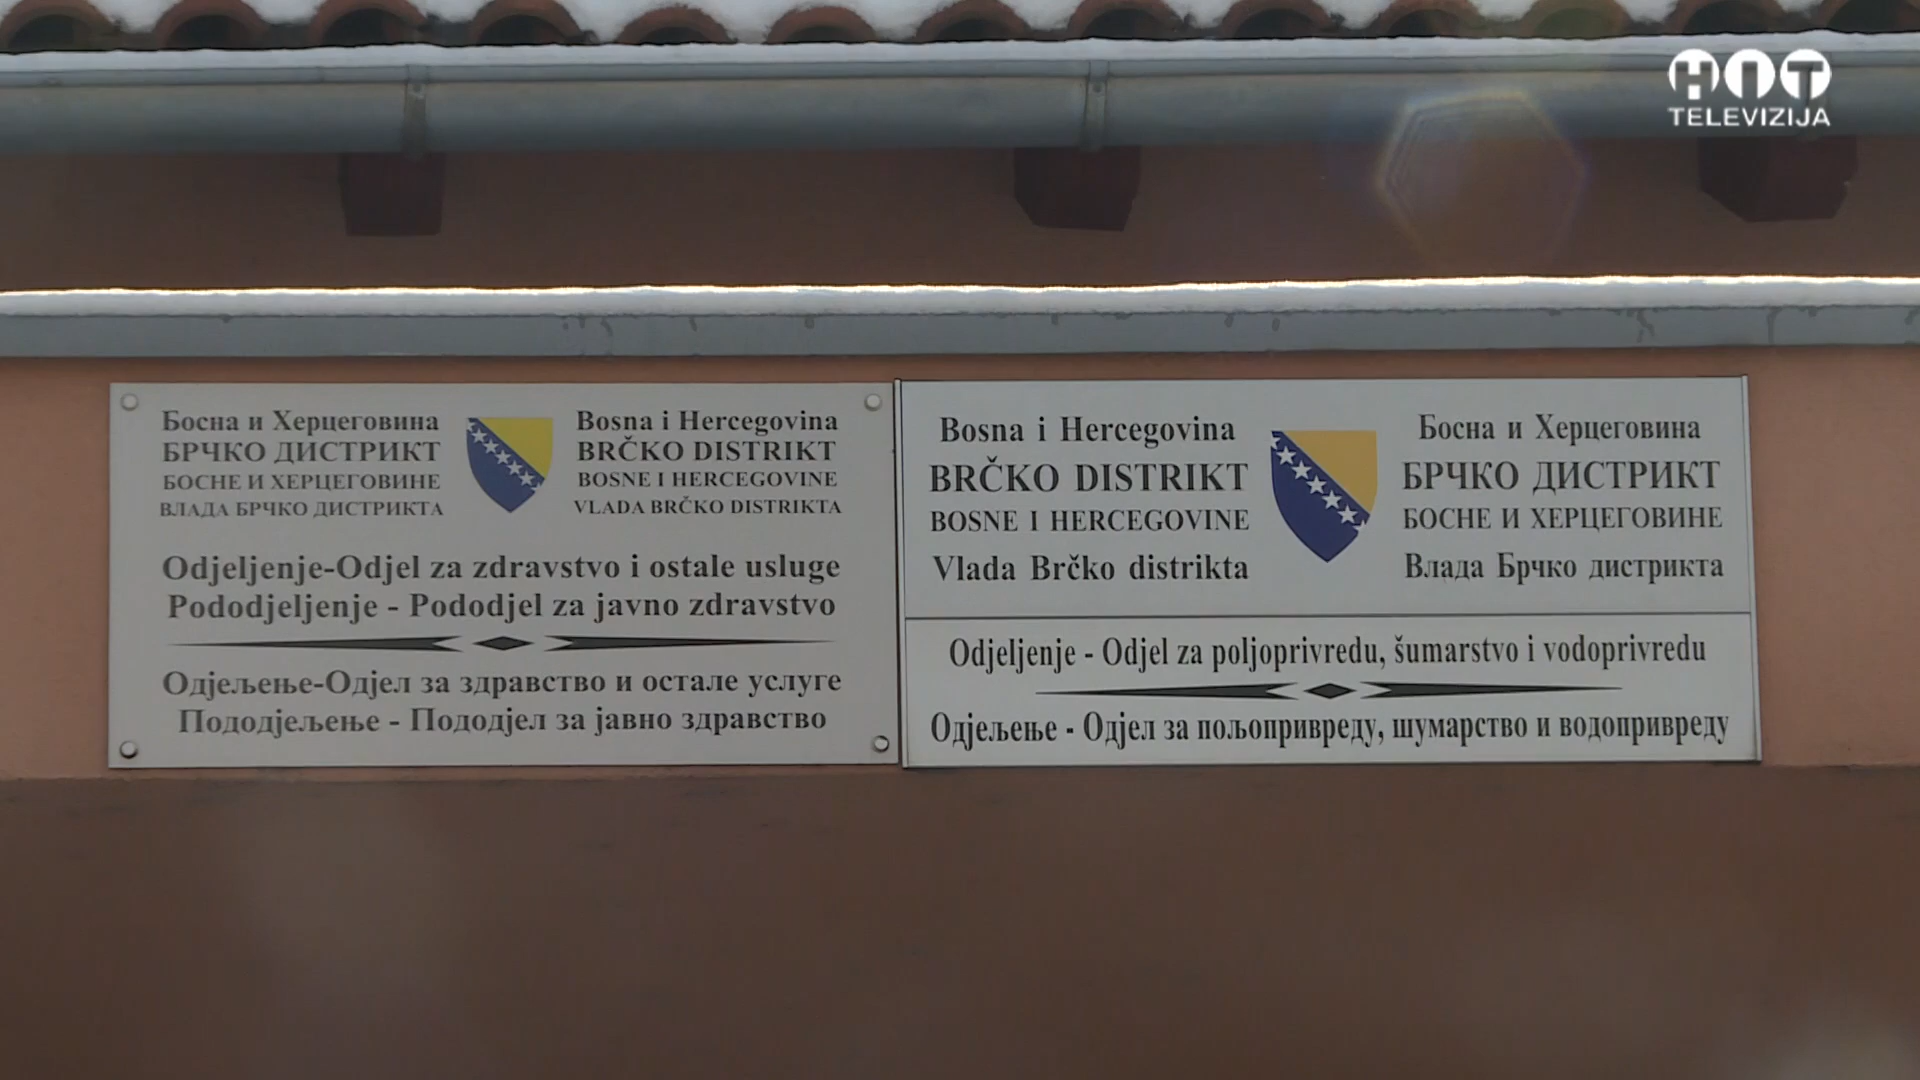 HIT
TELEVIZIJA
Босна и Херцеговина
БРЧКО ДИСТРИКТ
БОСНЕ И ХЕРЦЕГОВИНЕ
ВЛАДА БРЧКО ДИСТРИКТА
Bosna i Hercegovina
BRČKO DISTRIKT
BOSNE I HERCEGOVINE
VLADA BRČKO DISTRIKTA
Odjeljenje-Odjel za zdravstvo i ostale usluge
Pododjeljenje - Pododjel za javno zdravstvo
Одјељење-Одјел за здравство и остале услуге
Пододјељење - Пододјел за јавно здравство
Bosna i Hercegovina
BRČKO DISTRIKT
BOSNE I HERCEGOVINE
Vlada Brčko distrikta
Босна и Херцеговина
БРЧКО ДИСТРИКТ
БОСНЕ И ХЕРЦЕГОВИНЕ
Влада Брчко дистрикта
Odjeljenje - Odjel za poljoprivredu, šumarstvo i vodoprivredu
Одјељење - Одјел за пољопривреду, шумарство и водопривреду